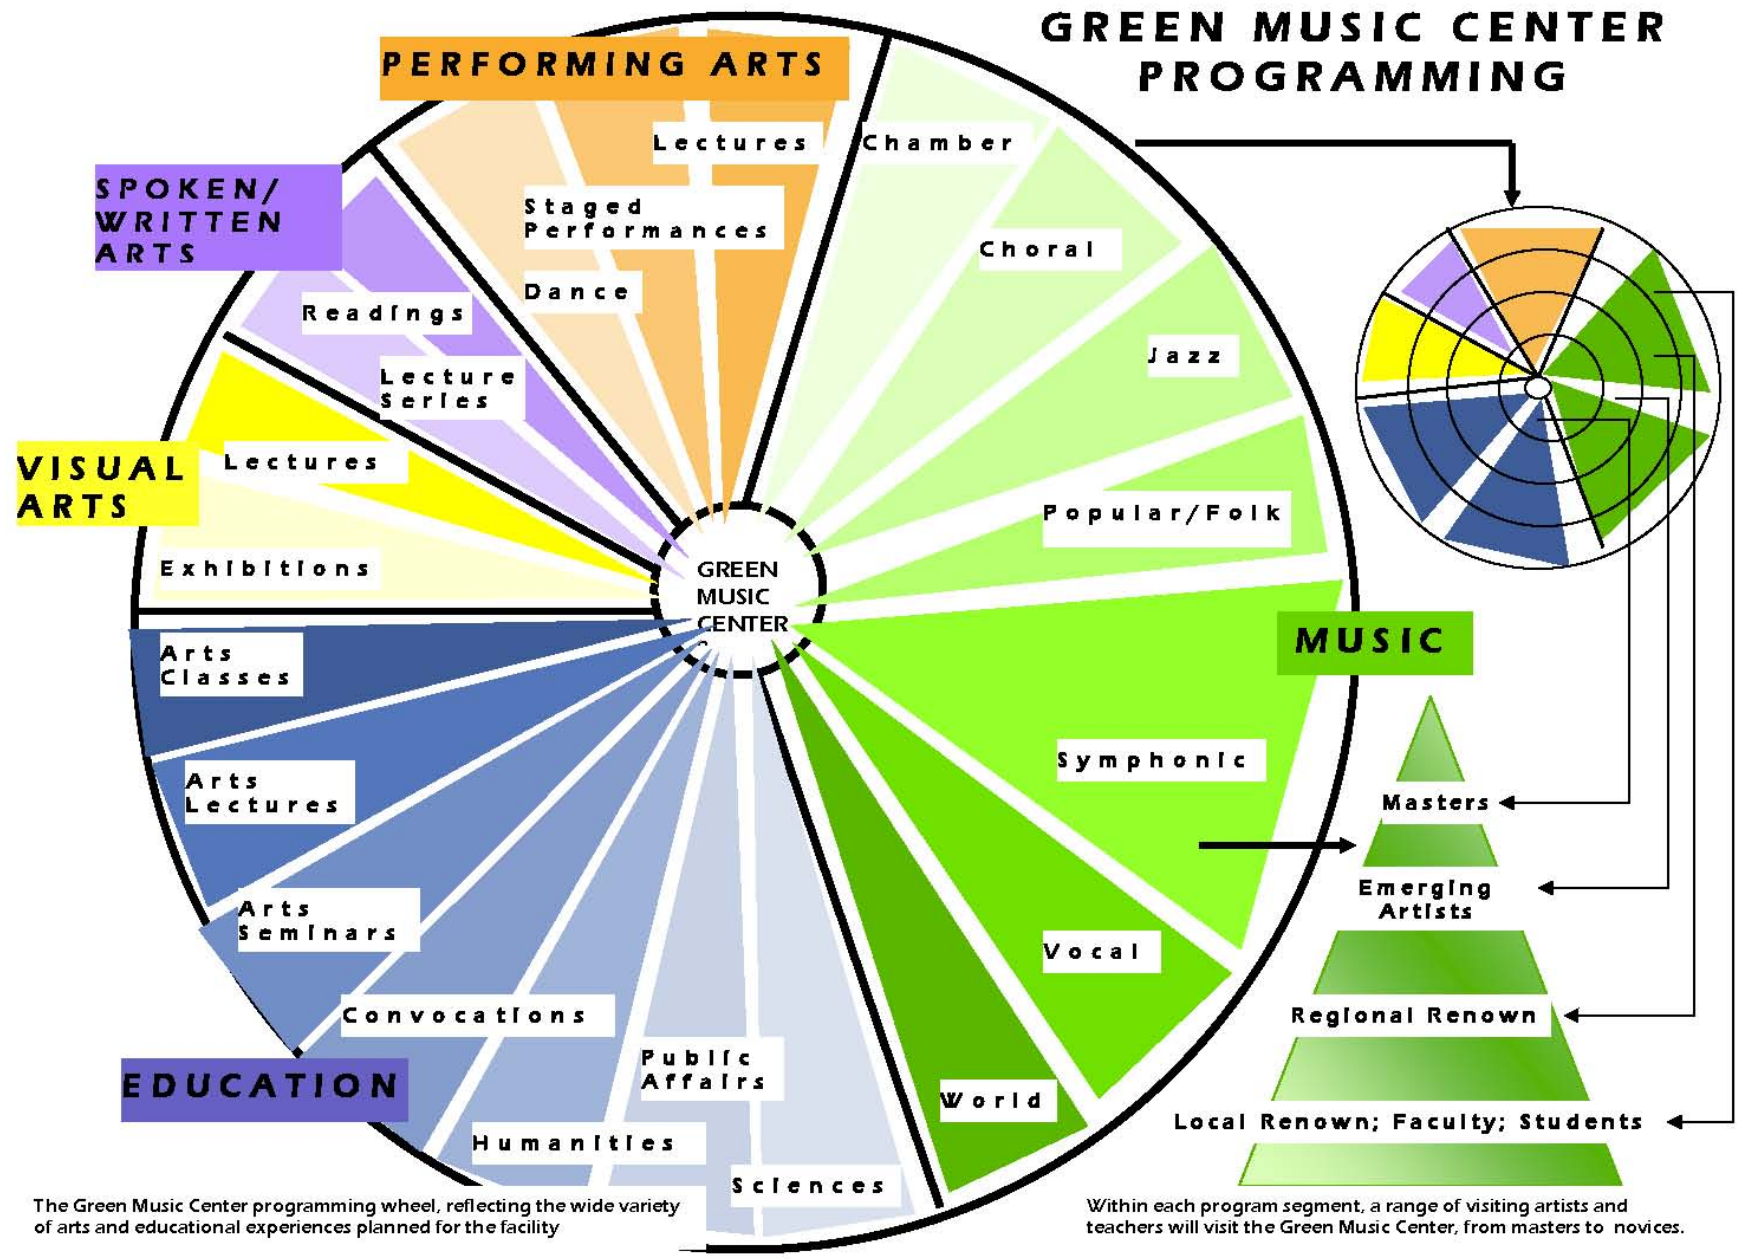 GREEN MUSIC CENTER
PROGRAMMING
PERFORMING ARTS
Lectures
Staged
Performances
Dance
SPOKEN/
WRITTEN
ARTS
Readings
Lecture
Series
VISUAL
ARTS
Lectures
Exhibitions
Chamber
Choral
Jazz
Popular/Folk
MUSIC
Symphonic
Vocal
World
GREEN
MUSIC
CENTER
Arts
Classes
Arts
Lectures
Arts
Seminars
Convocations
EDUCATION
Humanities
Public
Affairs
Sciences
Masters
Emerging
Artists
Regional Renown
Local Renown; Faculty; Students
The Green Music Center programming wheel, reflecting the wide variety
of arts and educational experiences planned for the facility
Within each program segment, a range of visiting artists and
teachers will visit the Green Music Center, from masters to novices.